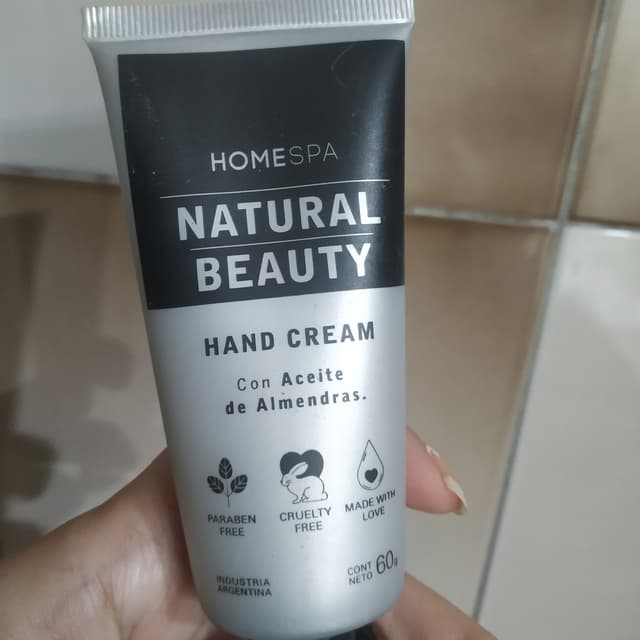 HOMESPA
NATURAL
BEAUTY
HAND CREAM
Con Aceite
de Almendras.
PARABEN
FREE
CRUELTY
FREE
MADE WITH
LOVE
INDUSTRIA
ARGENTINA
CONT
NETO 60g